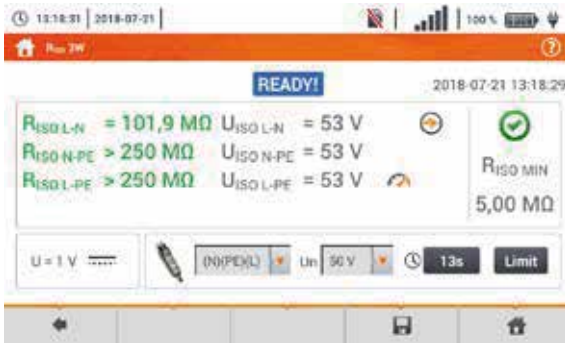 13:18:31 | 2018-07-21 | 100 %
RISO 3W ?
READY! 2018-07-21 13:18:29
RISO L-N = 101,9 MΩ UISO L-N = 53 V
RISO N-PE > 250 MΩ UISO N-PE = 53 V
RISO L-PE > 250 MΩ UISO L-PE = 53 V
RISO MIN
5,00 MΩ
U = 1 V (N)(PE)(L) Un 50 V 13s Limit